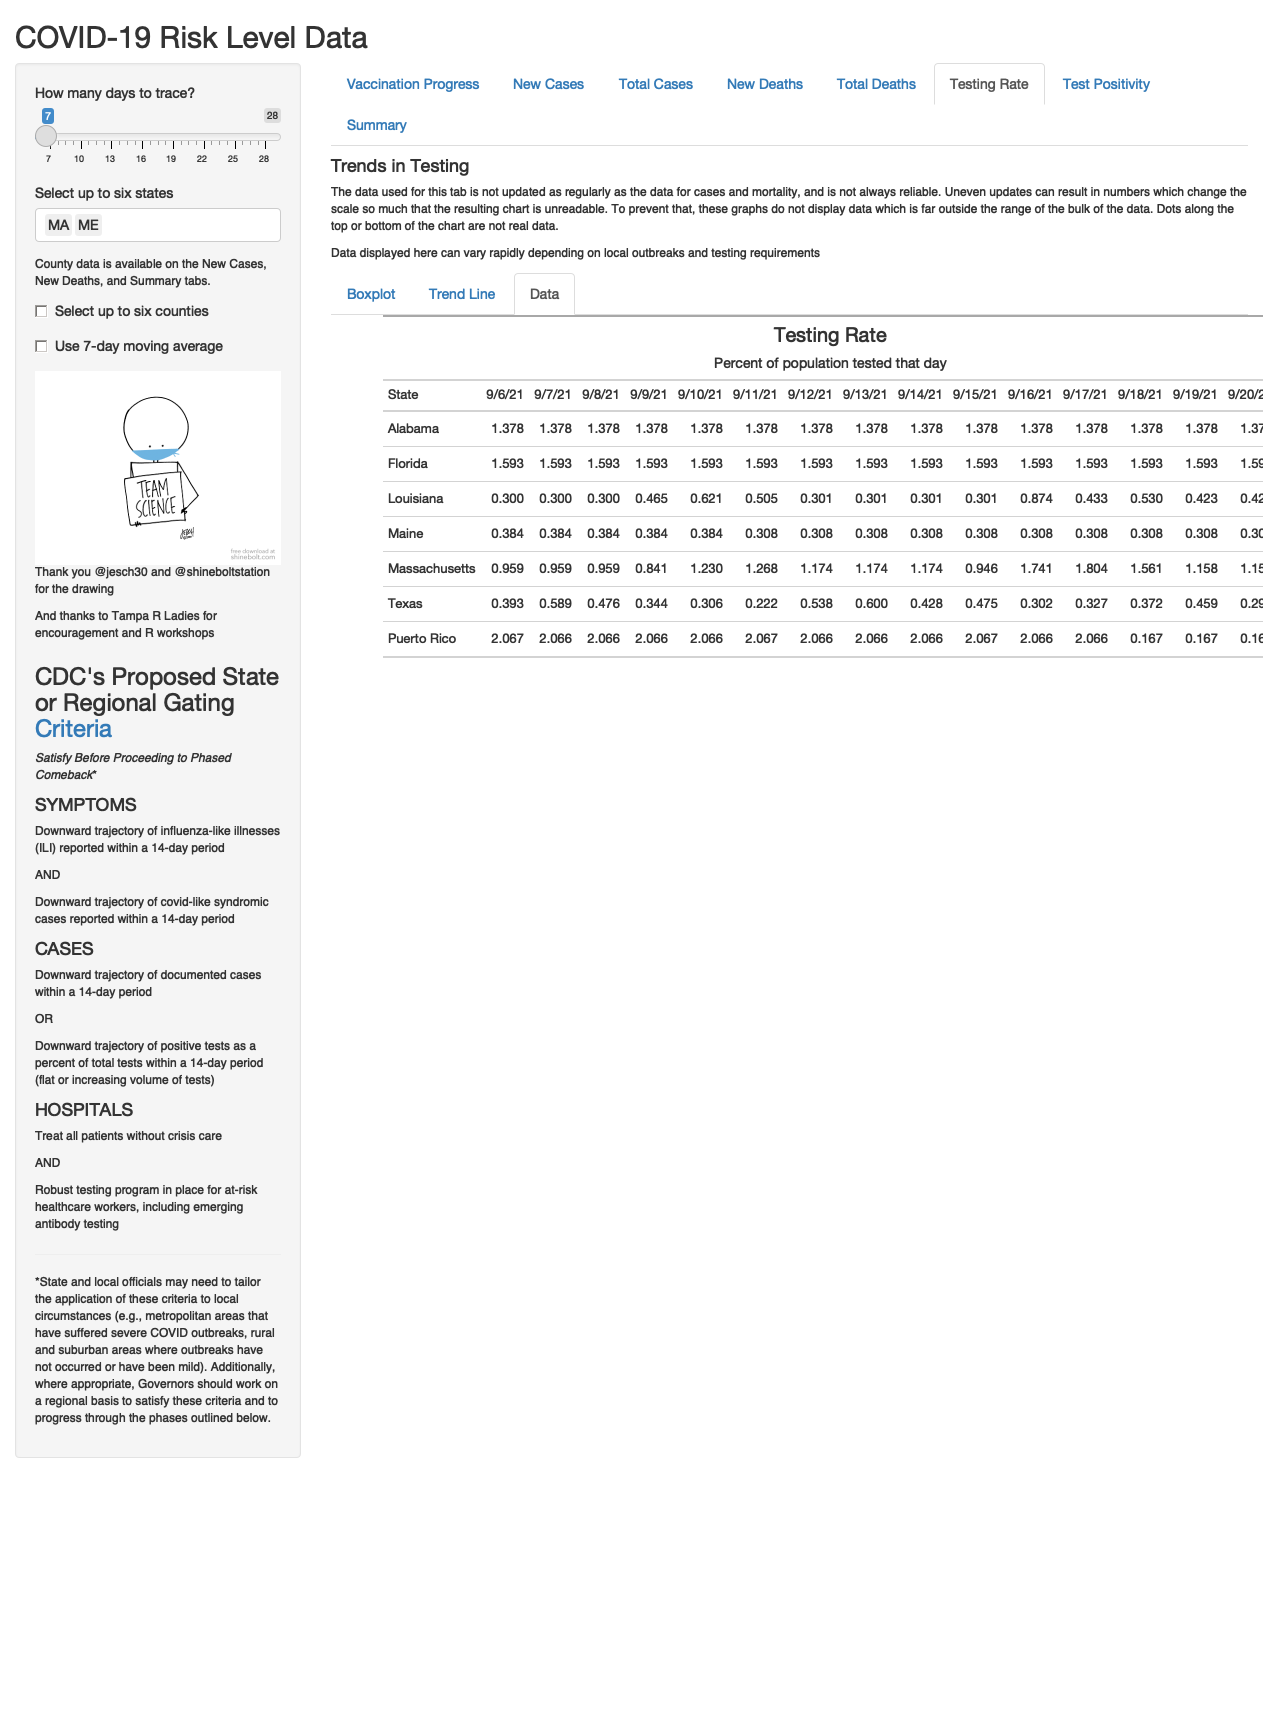 COVID-19 Risk Level Data
How many days to trace?
7 28
7 10 13 16 19 22 25 28
Select up to six states
MA ME
County data is available on the New Cases,
New Deaths, and Summary tabs.
Select up to six counties
Use 7-day moving average
TEAM
SCIENCE
free download at
shinebolt.com
Thank you @jesch30 and @shineboltstation
for the drawing
And thanks to Tampa R Ladies for
encouragement and R workshops
CDC's Proposed State
or Regional Gating
Criteria
Satisfy Before Proceeding to Phased
Comeback*
SYMPTOMS
Downward trajectory of influenza-like illnesses
(ILI) reported within a 14-day period
AND
Downward trajectory of covid-like syndromic
cases reported within a 14-day period
CASES
Downward trajectory of documented cases
within a 14-day period
OR
Downward trajectory of positive tests as a
percent of total tests within a 14-day period
(flat or increasing volume of tests)
HOSPITALS
Treat all patients without crisis care
AND
Robust testing program in place for at-risk
healthcare workers, including emerging
antibody testing
*State and local officials may need to tailor
the application of these criteria to local
circumstances (e.g., metropolitan areas that
have suffered severe COVID outbreaks, rural
and suburban areas where outbreaks have
not occurred or have been mild). Additionally,
where appropriate, Governors should work on
a regional basis to satisfy these criteria and to
progress through the phases outlined below.
Vaccination Progress New Cases Total Cases New Deaths Total Deaths Testing Rate Test Positivity
Summary
Trends in Testing
The data used for this tab is not updated as regularly as the data for cases and mortality, and is not always reliable. Uneven updates can result in numbers which change the
scale so much that the resulting chart is unreadable. To prevent that, these graphs do not display data which is far outside the range of the bulk of the data. Dots along the
top or bottom of the chart are not real data.
Data displayed here can vary rapidly depending on local outbreaks and testing requirements
Boxplot Trend Line Data
Testing Rate
Percent of population tested that day
State 9/6/21 9/7/21 9/8/21 9/9/21 9/10/21 9/11/21 9/12/21 9/13/21 9/14/21 9/15/21 9/16/21 9/17/21 9/18/21 9/19/21 9/20/2
Alabama 1.378 1.378 1.378 1.378 1.378 1.378 1.378 1.378 1.378 1.378 1.378 1.378 1.378 1.378 1.37
Florida 1.593 1.593 1.593 1.593 1.593 1.593 1.593 1.593 1.593 1.593 1.593 1.593 1.593 1.593 1.59
Louisiana 0.300 0.300 0.300 0.465 0.621 0.505 0.301 0.301 0.301 0.301 0.874 0.433 0.530 0.423 0.42
Maine 0.384 0.384 0.384 0.384 0.384 0.308 0.308 0.308 0.308 0.308 0.308 0.308 0.308 0.308 0.30
Massachusetts 0.959 0.959 0.959 0.841 1.230 1.268 1.174 1.174 1.174 0.946 1.741 1.804 1.561 1.158 1.15
Texas 0.393 0.589 0.476 0.344 0.306 0.222 0.538 0.600 0.428 0.475 0.302 0.327 0.372 0.459 0.29
Puerto Rico 2.067 2.066 2.066 2.066 2.066 2.067 2.066 2.066 2.066 2.067 2.066 2.066 0.167 0.167 0.16